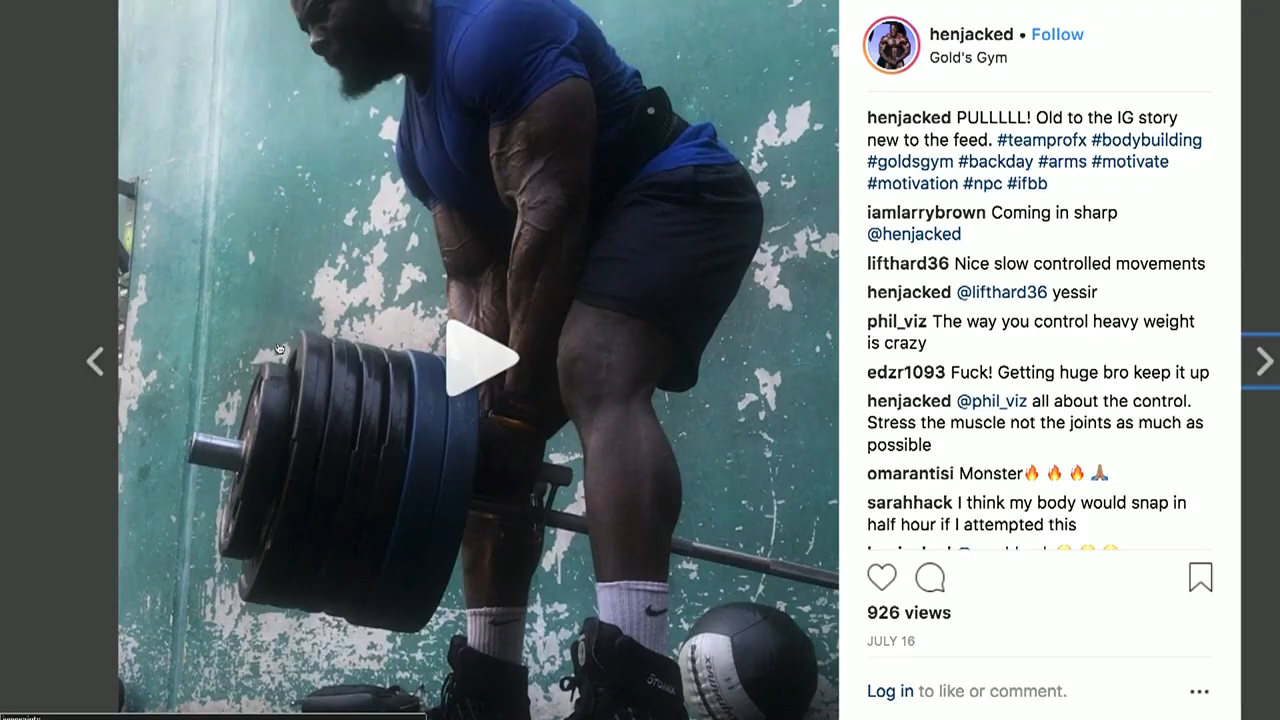 henjacked • Follow
Gold's Gym
henjacked PULLLLL! Old to the IG story
new to the feed. #teamprofx #bodybuilding
#goldsgym #backday #arms #motivate
#motivation #npc #ifbb
iamlarrybrown Coming in sharp
@henjacked
lifthard36 Nice slow controlled movements
henjacked @lifthard36 yessir
phil_viz The way you control heavy weight
is crazy
edzr1093 Fuck! Getting huge bro keep it up
henjacked @phil_viz all about the control.
Stress the muscle not the joints as much as
possible
omarantisi Monster🔥 🔥 🔥 🙏🏽
sarahhack I think my body would snap in
half hour if I attempted this
926 views
JULY 16
Log in to like or comment.